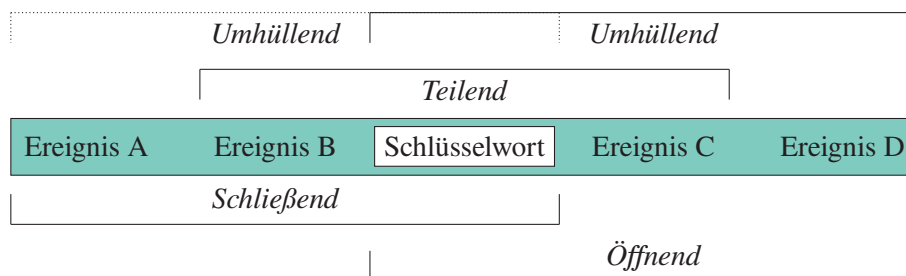 Umhüllend Umhüllend
Teilend
Ereignis A Ereignis B Schlüsselwort Ereignis C Ereignis D
Schließend
Öffnend